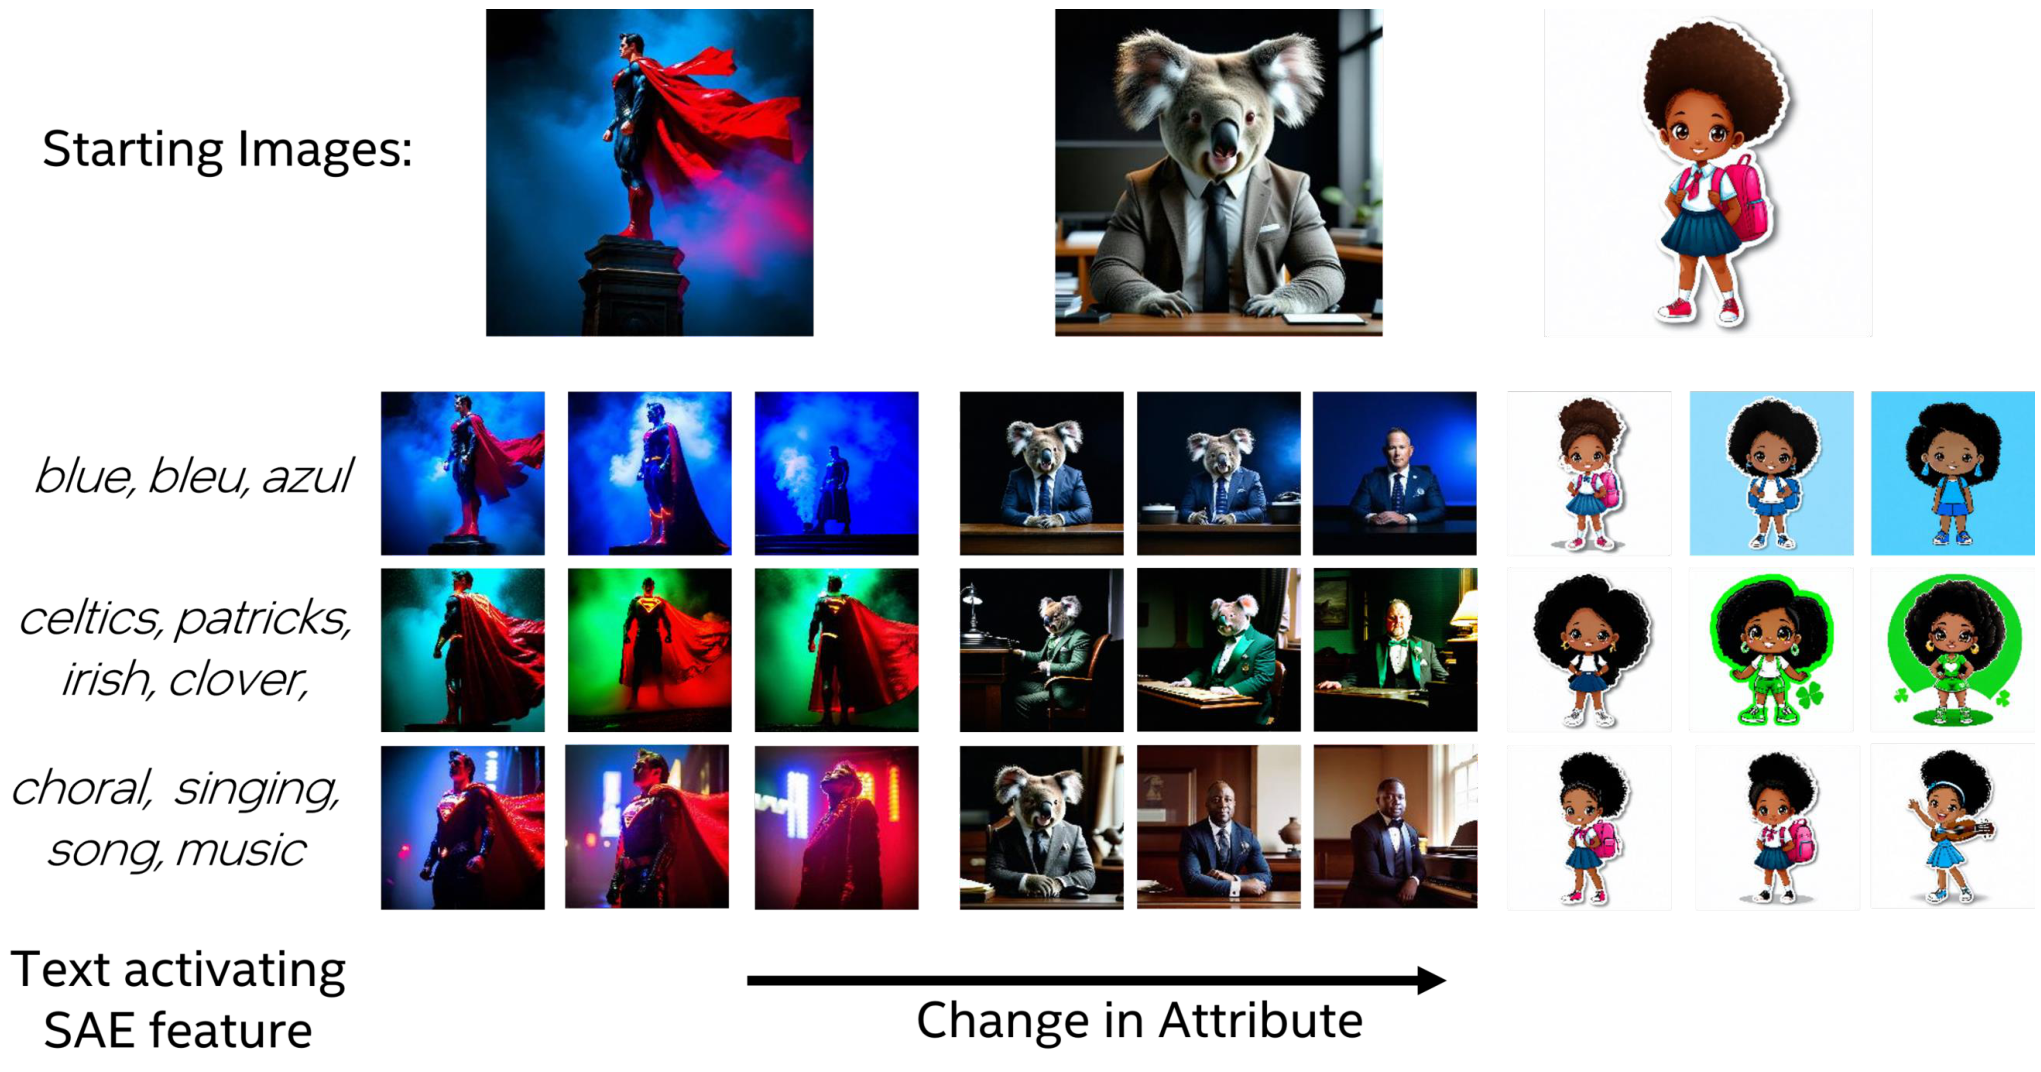 Starting Images:
blue, bleu, azul
celtics, patricks,
irish, clover,
choral, singing,
song, music
Text activating
SAE feature
Change in Attribute